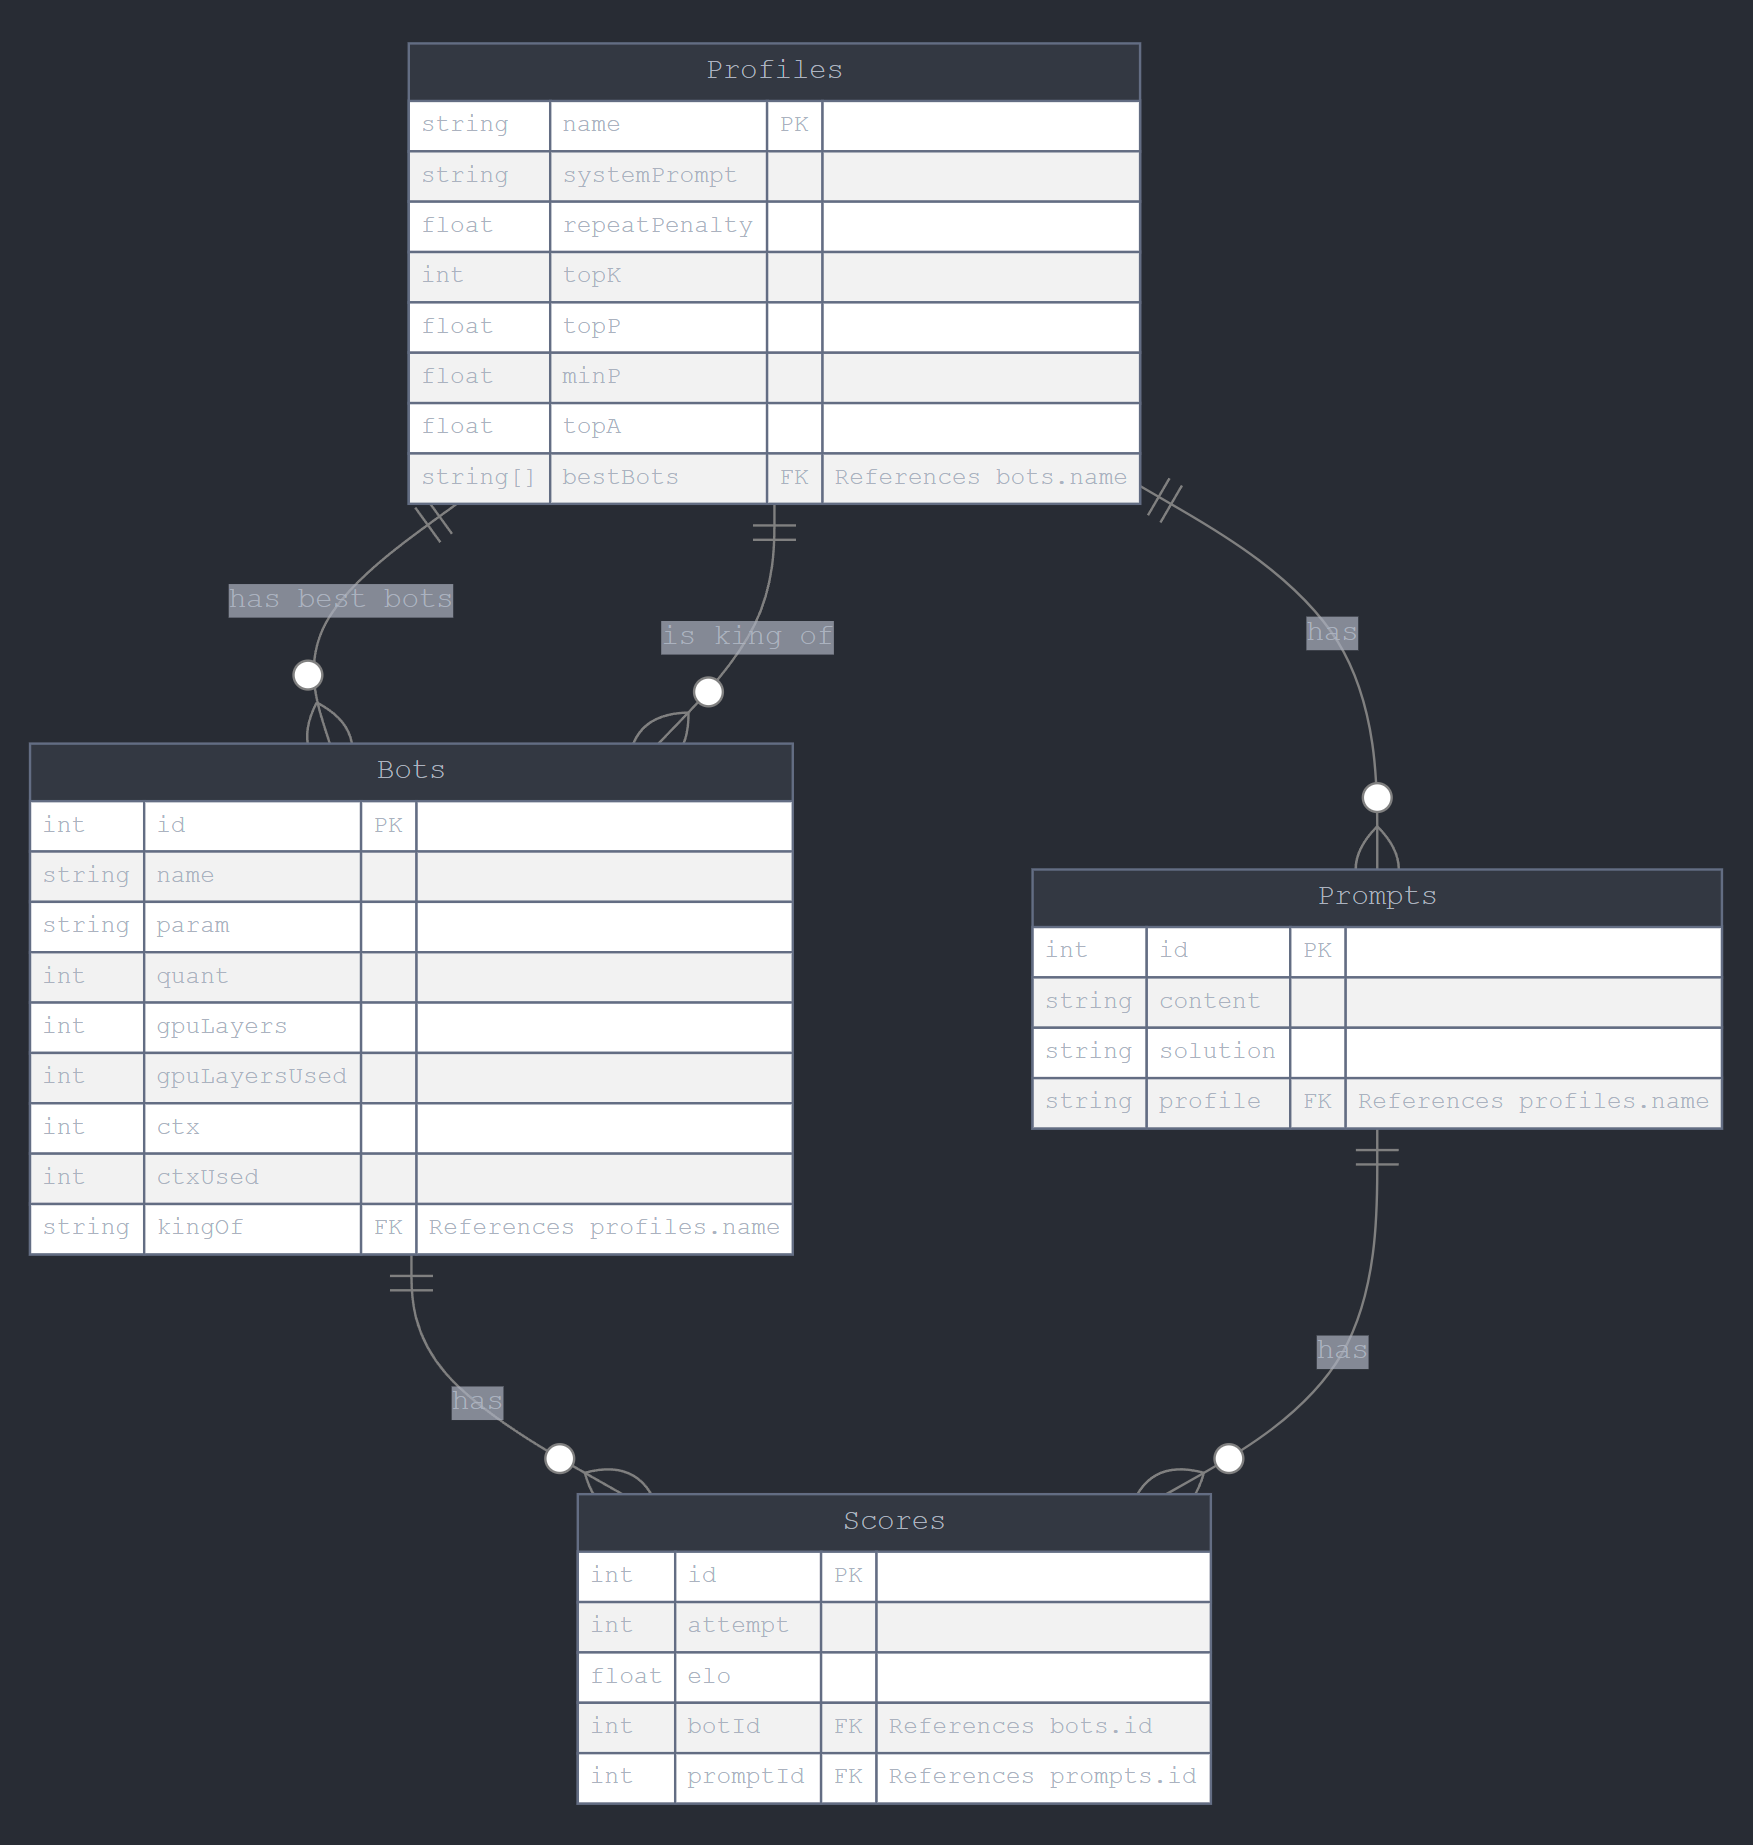 Profiles
string name PK
string systemPrompt
float repeatPenalty
int topK
float topP
float minP
float topA
string[] bestBots FK References bots.name
has best bots
is king of
has
Bots
int id PK
string name
string param
int quant
int gpuLayers
int gpuLayersUsed
int ctx
int ctxUsed
string kingOf FK References profiles.name
Prompts
int id PK
string content
string solution
string profile FK References profiles.name
has
has
Scores
int id PK
int attempt
float elo
int botId FK References bots.id
int promptId FK References prompts.id